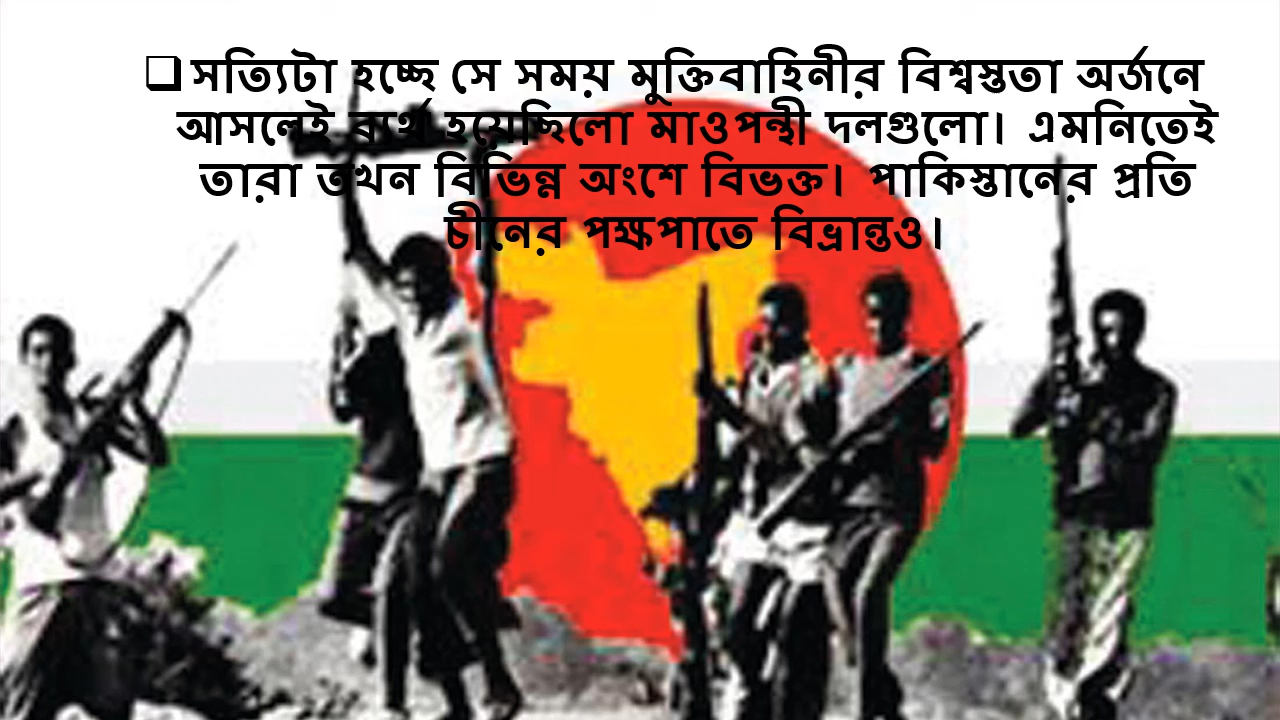 ❑ সত্যিটা হচ্ছে সে সময় মুক্তিবাহিনীর বিশ্বস্ততা অর্জনে
আসলেই ব্যর্থ হয়েছিলো মাওপন্থী দলগুলো। এমনিতেই
তারা তখন বিভিন্ন অংশে বিভক্ত। পাকিস্তানের প্রতি
চীনের পক্ষপাতে বিভ্রান্তও।